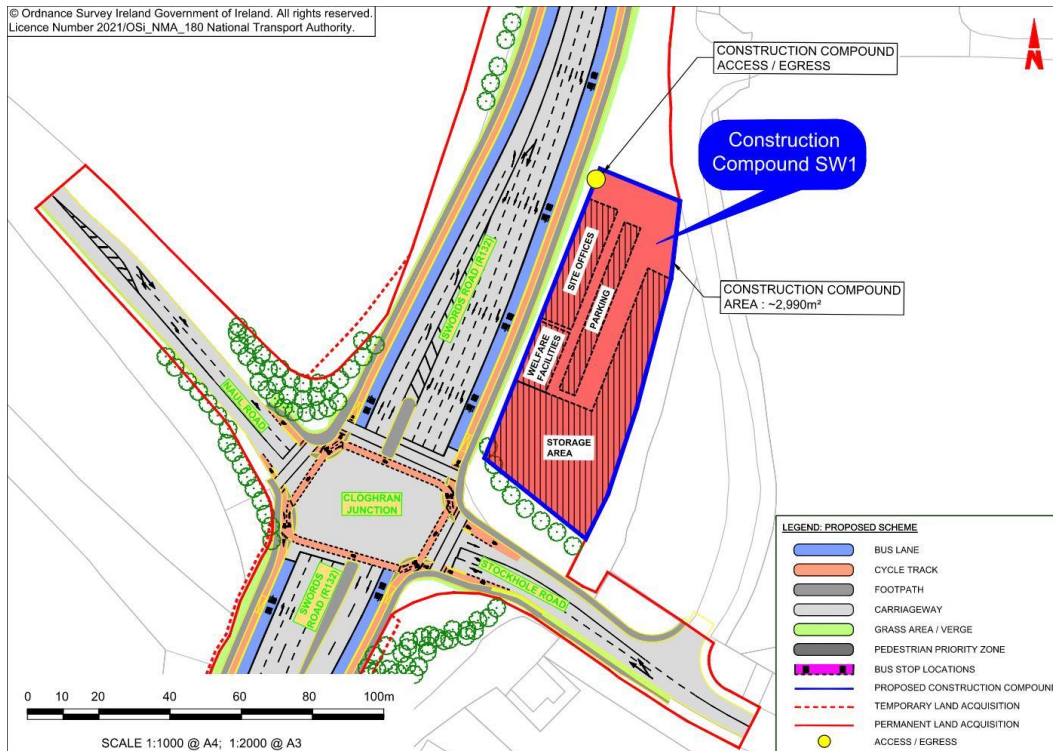 © Ordnance Survey Ireland Government of Ireland. All rights reserved.
Licence Number 2021/OSi_NMA_180 National Transport Authority.
CONSTRUCTION COMPOUND
ACCESS / EGRESS
N
Construction
Compound SW1
SITE OFFICES
PARKING
WELFARE
FACILITIES
STORAGE
AREA
CONSTRUCTION COMPOUND
AREA : ~2,990m²
SWORDS ROAD (R132)
NAUL ROAD
CLOGHRAN
JUNCTION
STOCKHOLE ROAD
SWORDS
ROAD (R132)
LEGEND: PROPOSED SCHEME
BUS LANE
CYCLE TRACK
FOOTPATH
CARRIAGEWAY
GRASS AREA / VERGE
PEDESTRIAN PRIORITY ZONE
BUS STOP LOCATIONS
PROPOSED CONSTRUCTION COMPOUND
TEMPORARY LAND ACQUISITION
PERMANENT LAND ACQUISITION
ACCESS / EGRESS
0 10 20 40 60 80 100m
SCALE 1:1000 @ A4; 1:2000 @ A3